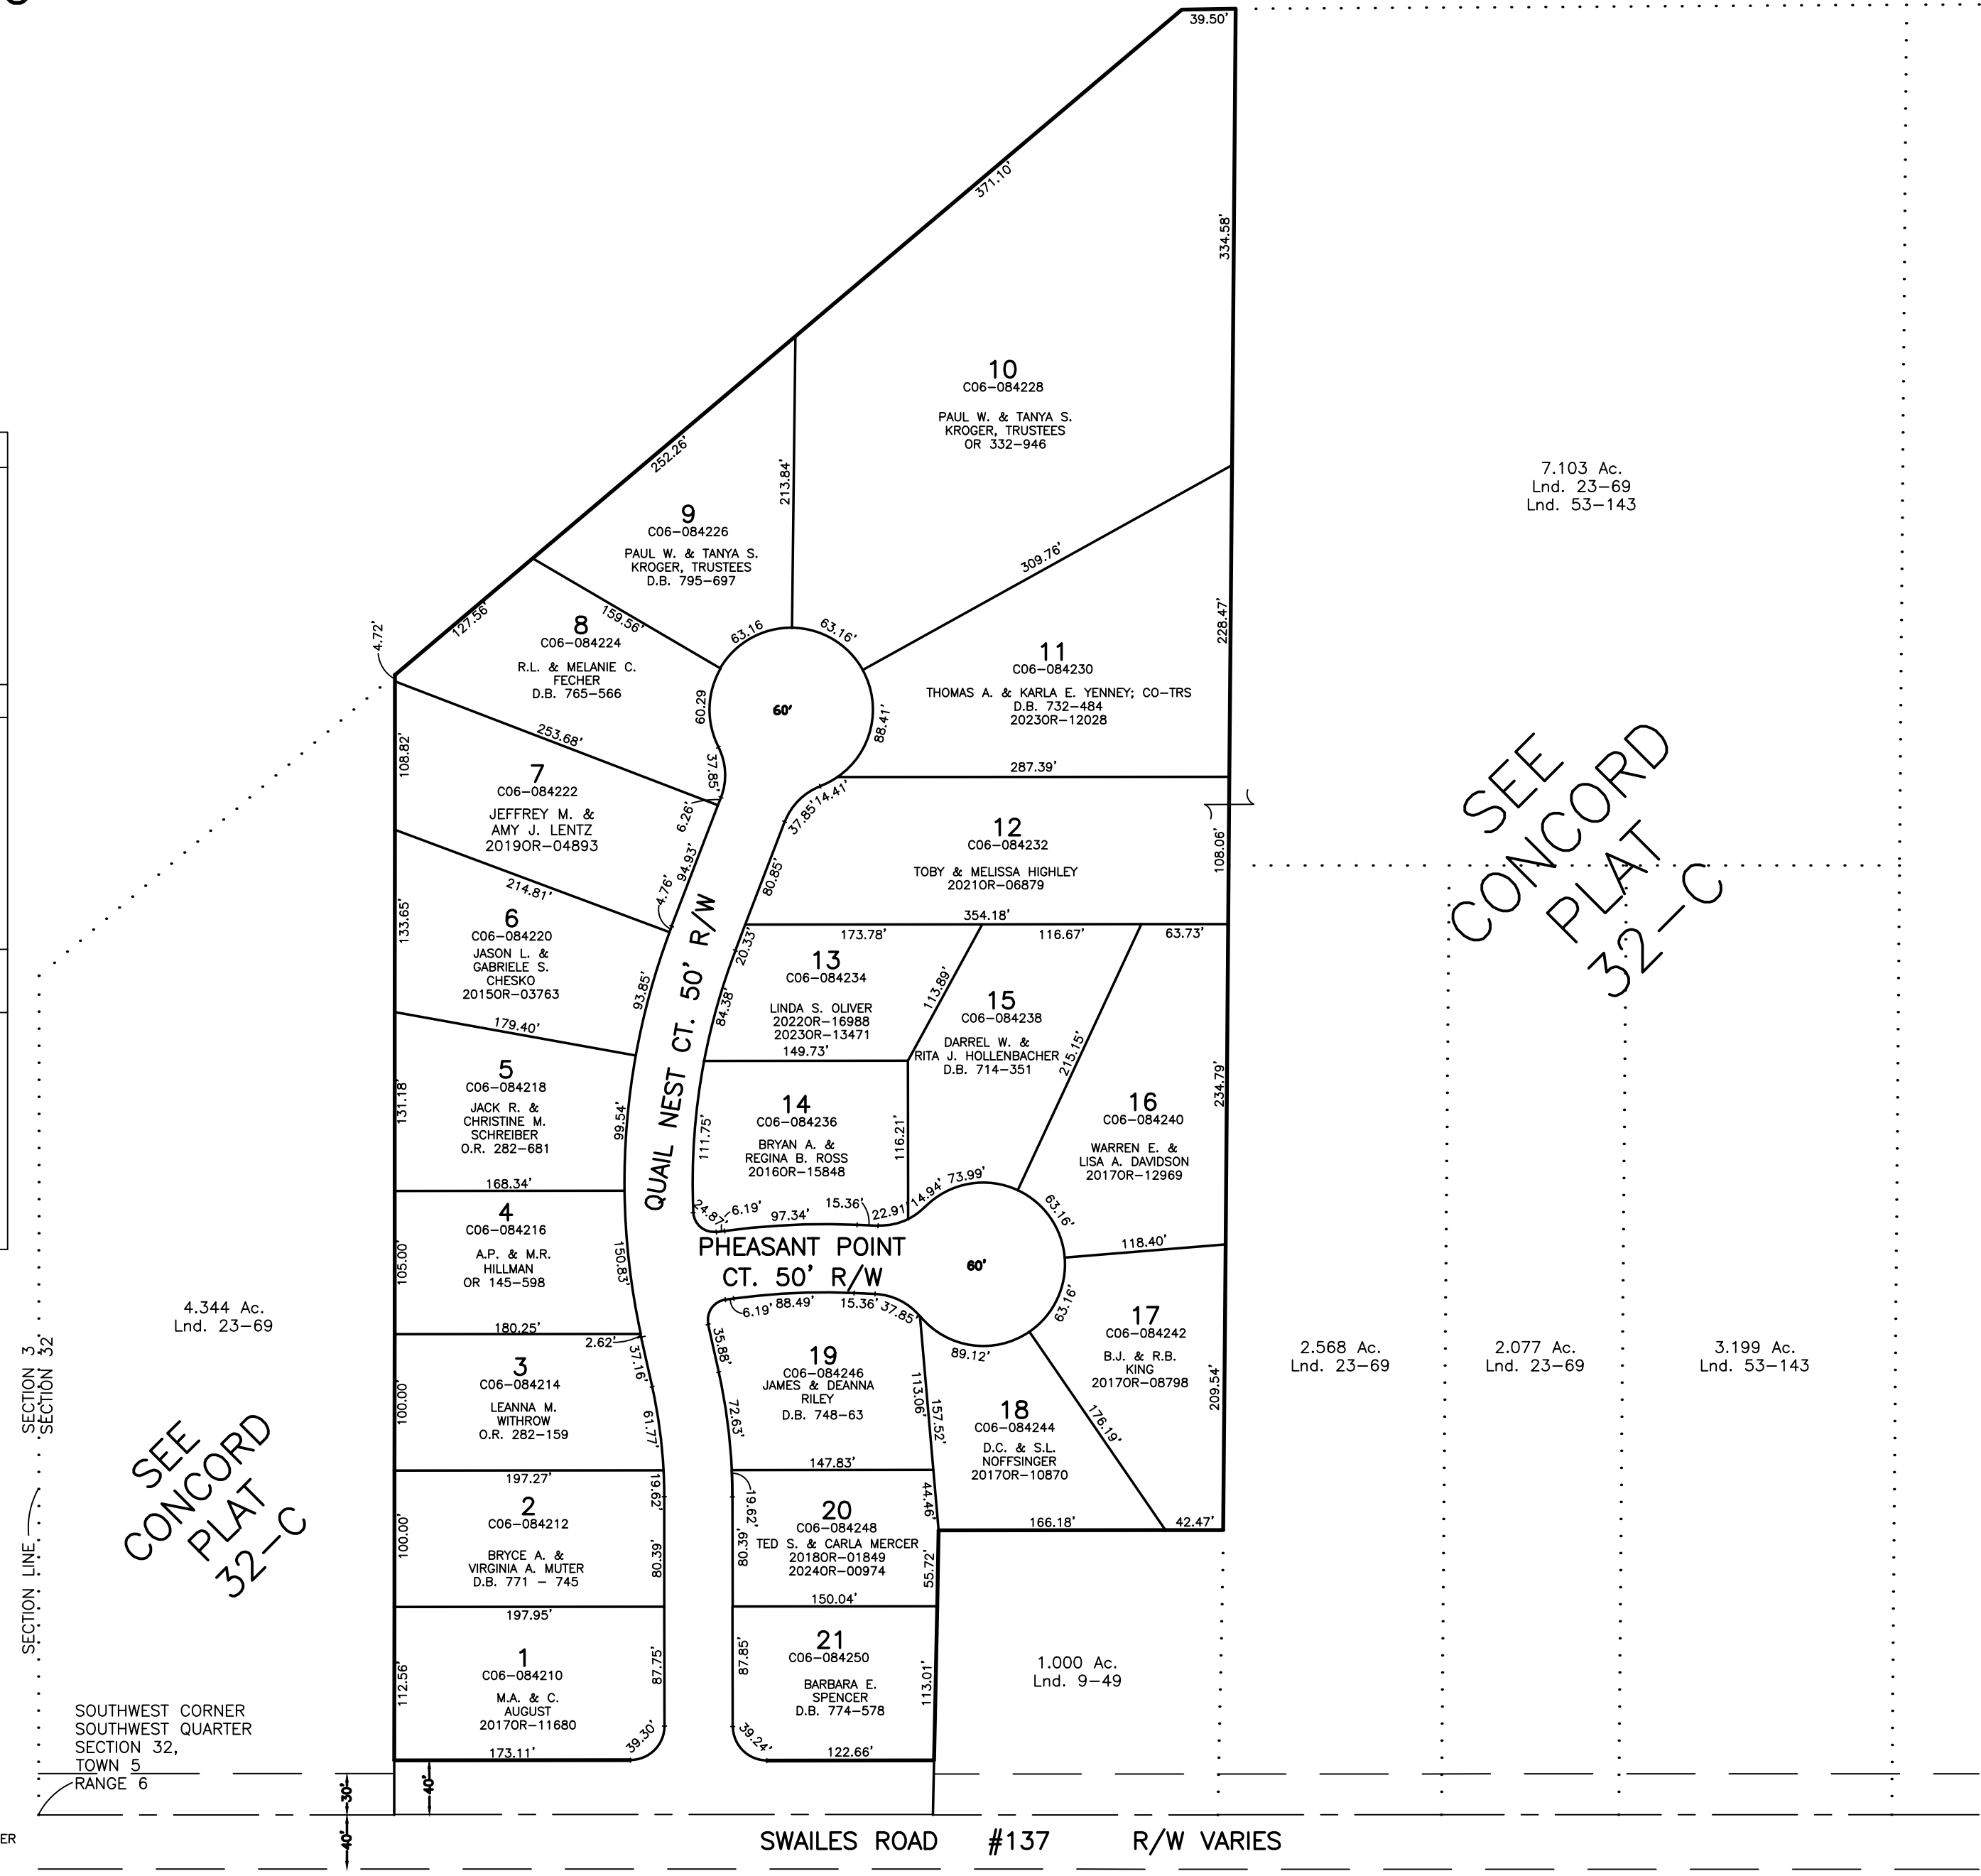 39.50'
371.10'
334.58'
10
C06-084228
PAUL W. & TANYA S.
KROGER, TRUSTEES
OR 332-946
252.26'
213.84'
9
C06-084226
PAUL W. & TANYA S.
KROGER, TRUSTEES
D.B. 795-697
309.76'
228.47'
7.103 Ac.
Lnd. 23-69
Lnd. 53-143
127.56'
159.56'
4.72'
8
C06-084224
R.L. & MELANIE C.
FECHER
D.B. 765-566
63.16
63.16'
60.29
60'
88.41'
11
C06-084230
THOMAS A. & KARLA E. YENNEY; CO-TRS
D.B. 732-484
2023OR-12028
287.39'
253.68'
108.82'
7
C06-084222
JEFFREY M. &
AMY J. LENTZ
2019OR-04893
37.85'
6.26'
94.93'
4.76'
37.85'
14.41'
80.85'
12
C06-084232
TOBY & MELISSA HIGHLEY
2021OR-06879
108.06'
354.18'
SEE
CONCORD
PLAT
32-C
214.81'
133.65'
6
C06-084220
JASON L. &
GABRIELE S.
CHESKO
2015OR-03763
93.85'
179.40'
173.78'
116.67'
63.73'
20.33'
84.38'
13
C06-084234
LINDA S. OLIVER
2022OR-16988
2023OR-13471
149.73'
113.89'
15
C06-084238
DARREL W. &
RITA J. HOLLENBACHER
D.B. 714-351
215.15'
234.79'
131.18'
5
C06-084218
JACK R. &
CHRISTINE M.
SCHREIBER
O.R. 282-681
99.54'
168.34'
QUAIL NEST CT. 50' R/W
14
C06-084236
BRYAN A. &
REGINA B. ROSS
2016OR-15848
111.75'
116.21'
16
C06-084240
WARREN E. &
LISA A. DAVIDSON
2017OR-12969
24.87'
6.19'
97.34'
15.36'
22.91'
14.94'
73.99'
63.16'
118.40'
105.00'
4
C06-084216
A.P. & M.R.
HILLMAN
OR 145-598
150.83'
180.25'
2.62'
PHEASANT POINT
CT. 50' R/W
60'
63.16'
89.12'
6.19'
88.49'
15.36'
37.85'
17
C06-084242
B.J. & R.B.
KING
2017OR-08798
209.54'
176.19'
4.344 Ac.
Lnd. 23-69
2.568 Ac.
Lnd. 23-69
2.077 Ac.
Lnd. 23-69
3.199 Ac.
Lnd. 53-143
SECTION 3
SECTION 32
SECTION LINE
100.00'
3
C06-084214
LEANNA M.
WITHROW
O.R. 282-159
37.16'
61.77'
35.88'
72.63'
19
C06-084246
JAMES & DEANNA
RILEY
D.B. 748-63
113.06'
157.52'
147.83'
18
C06-084244
D.C. & S.L.
NOFFSINGER
2017OR-10870
166.18'
42.47'
SEE
CONCORD
PLAT
32-C
197.27'
100.00'
2
C06-084212
BRYCE A. &
VIRGINIA A. MUTER
D.B. 771 - 745
19.62'
80.39'
197.95'
19.62'
80.39'
20
C06-084248
TED S. & CARLA MERCER
2018OR-01849
2024OR-00974
44.46'
55.72'
150.04'
112.56'
1
C06-084210
M.A. & C.
AUGUST
2017OR-11680
87.75'
39.30'
173.11'
87.85'
21
C06-084250
BARBARA E.
SPENCER
D.B. 774-578
113.01'
39.24'
122.66'
1.000 Ac.
Lnd. 9-49
SOUTHWEST CORNER
SOUTHWEST QUARTER
SECTION 32,
TOWN 5
RANGE 6
30'
40'
40'
ER
SWAILES ROAD #137 R/W VARIES